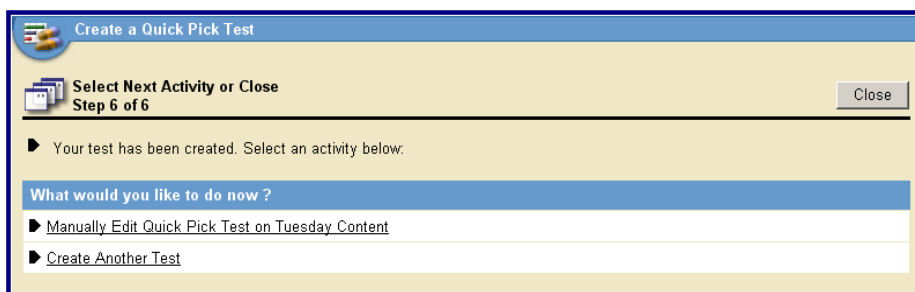 Create a Quick Pick Test
Select Next Activity or Close
Step 6 of 6
Close
Your test has been created. Select an activity below:
What would you like to do now ?
Manually Edit Quick Pick Test on Tuesday Content
Create Another Test